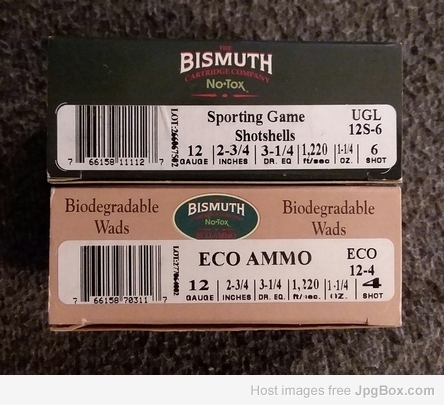 THE
BISMUTH
CARTRIDGE COMPANY
No-Tox
Sporting Game
Shotshells
UGL
12S-6
12 2-3/4 3-1/4 1,220 1-1/4 6
GAUGE INCHES DR. EQ ft/sec OZ. SHOT
7 66158 11112 7
Biodegradable
Wads
BISMUTH
No-Tox
Biodegradable
Wads
ECO AMMO
ECO
12-4
12 2-3/4 3-1/4 1,220 1-1/4 4
GAUGE INCHES DR. EQ ft/sec OZ. SHOT
7 66158 70311 7
Host images free JpgBox.com